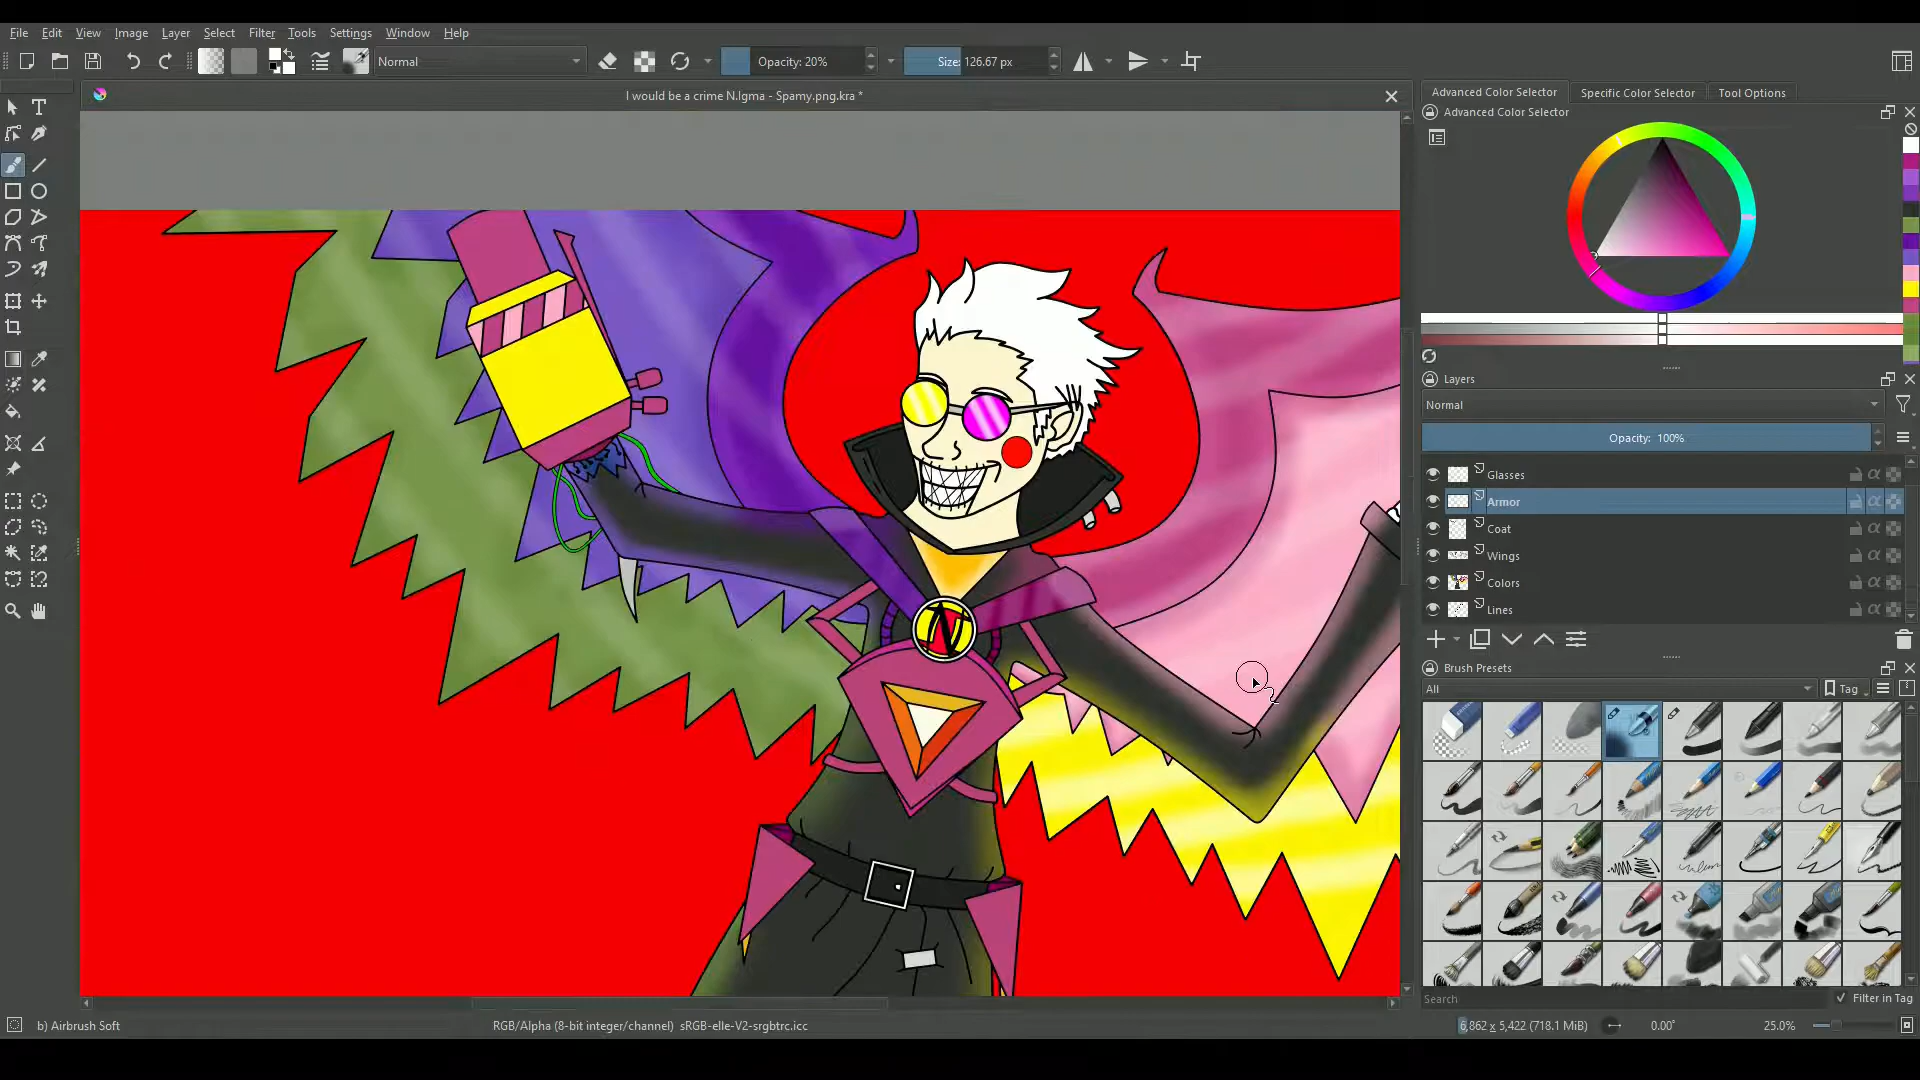 File Edit View Image Layer Select Filter Tools Settings Window Help
Normal Opacity: 20% Size: 126.67 px
I would be a crime N.lgma - Spamy.png.kra *
Advanced Color Selector Specific Color Selector Tool Options
Advanced Color Selector
Layers
Normal
Opacity: 100%
Glasses
Armor
Coat
Wings
Colors
Lines
Brush Presets
All Tag
Search Filter in Tag
b) Airbrush Soft RGB/Alpha (8-bit integer/channel) sRGB-elle-V2-srgbtrc.icc 6,862 x 5,422 (718.1 MiB) 0.00° 25.0%